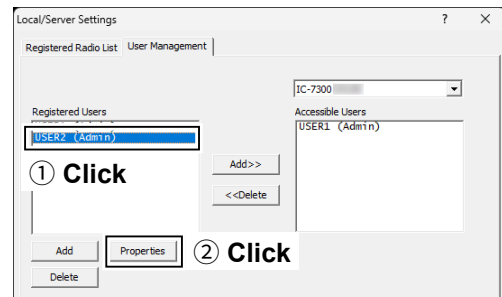 Local/Server Settings ? ×
Registered Radio List User Management
IC-7300
Registered Users Accessible Users
USER2 (Admin) USER1 (Admin)
① Click
Add>>
<<Delete
Add Properties ② Click
Delete